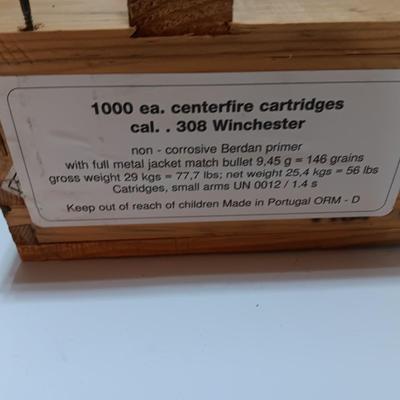 1000 ea. centerfire cartridges
cal. . 308 Winchester
non - corrosive Berdan primer
with full metal jacket match bullet 9,45 g = 146 grains
gross weight 29 kgs = 77,7 lbs; net weight 25,4 kgs = 56 lbs
Catridges, small arms UN 0012 / 1.4 s
Keep out of reach of children Made in Portugal ORM - D